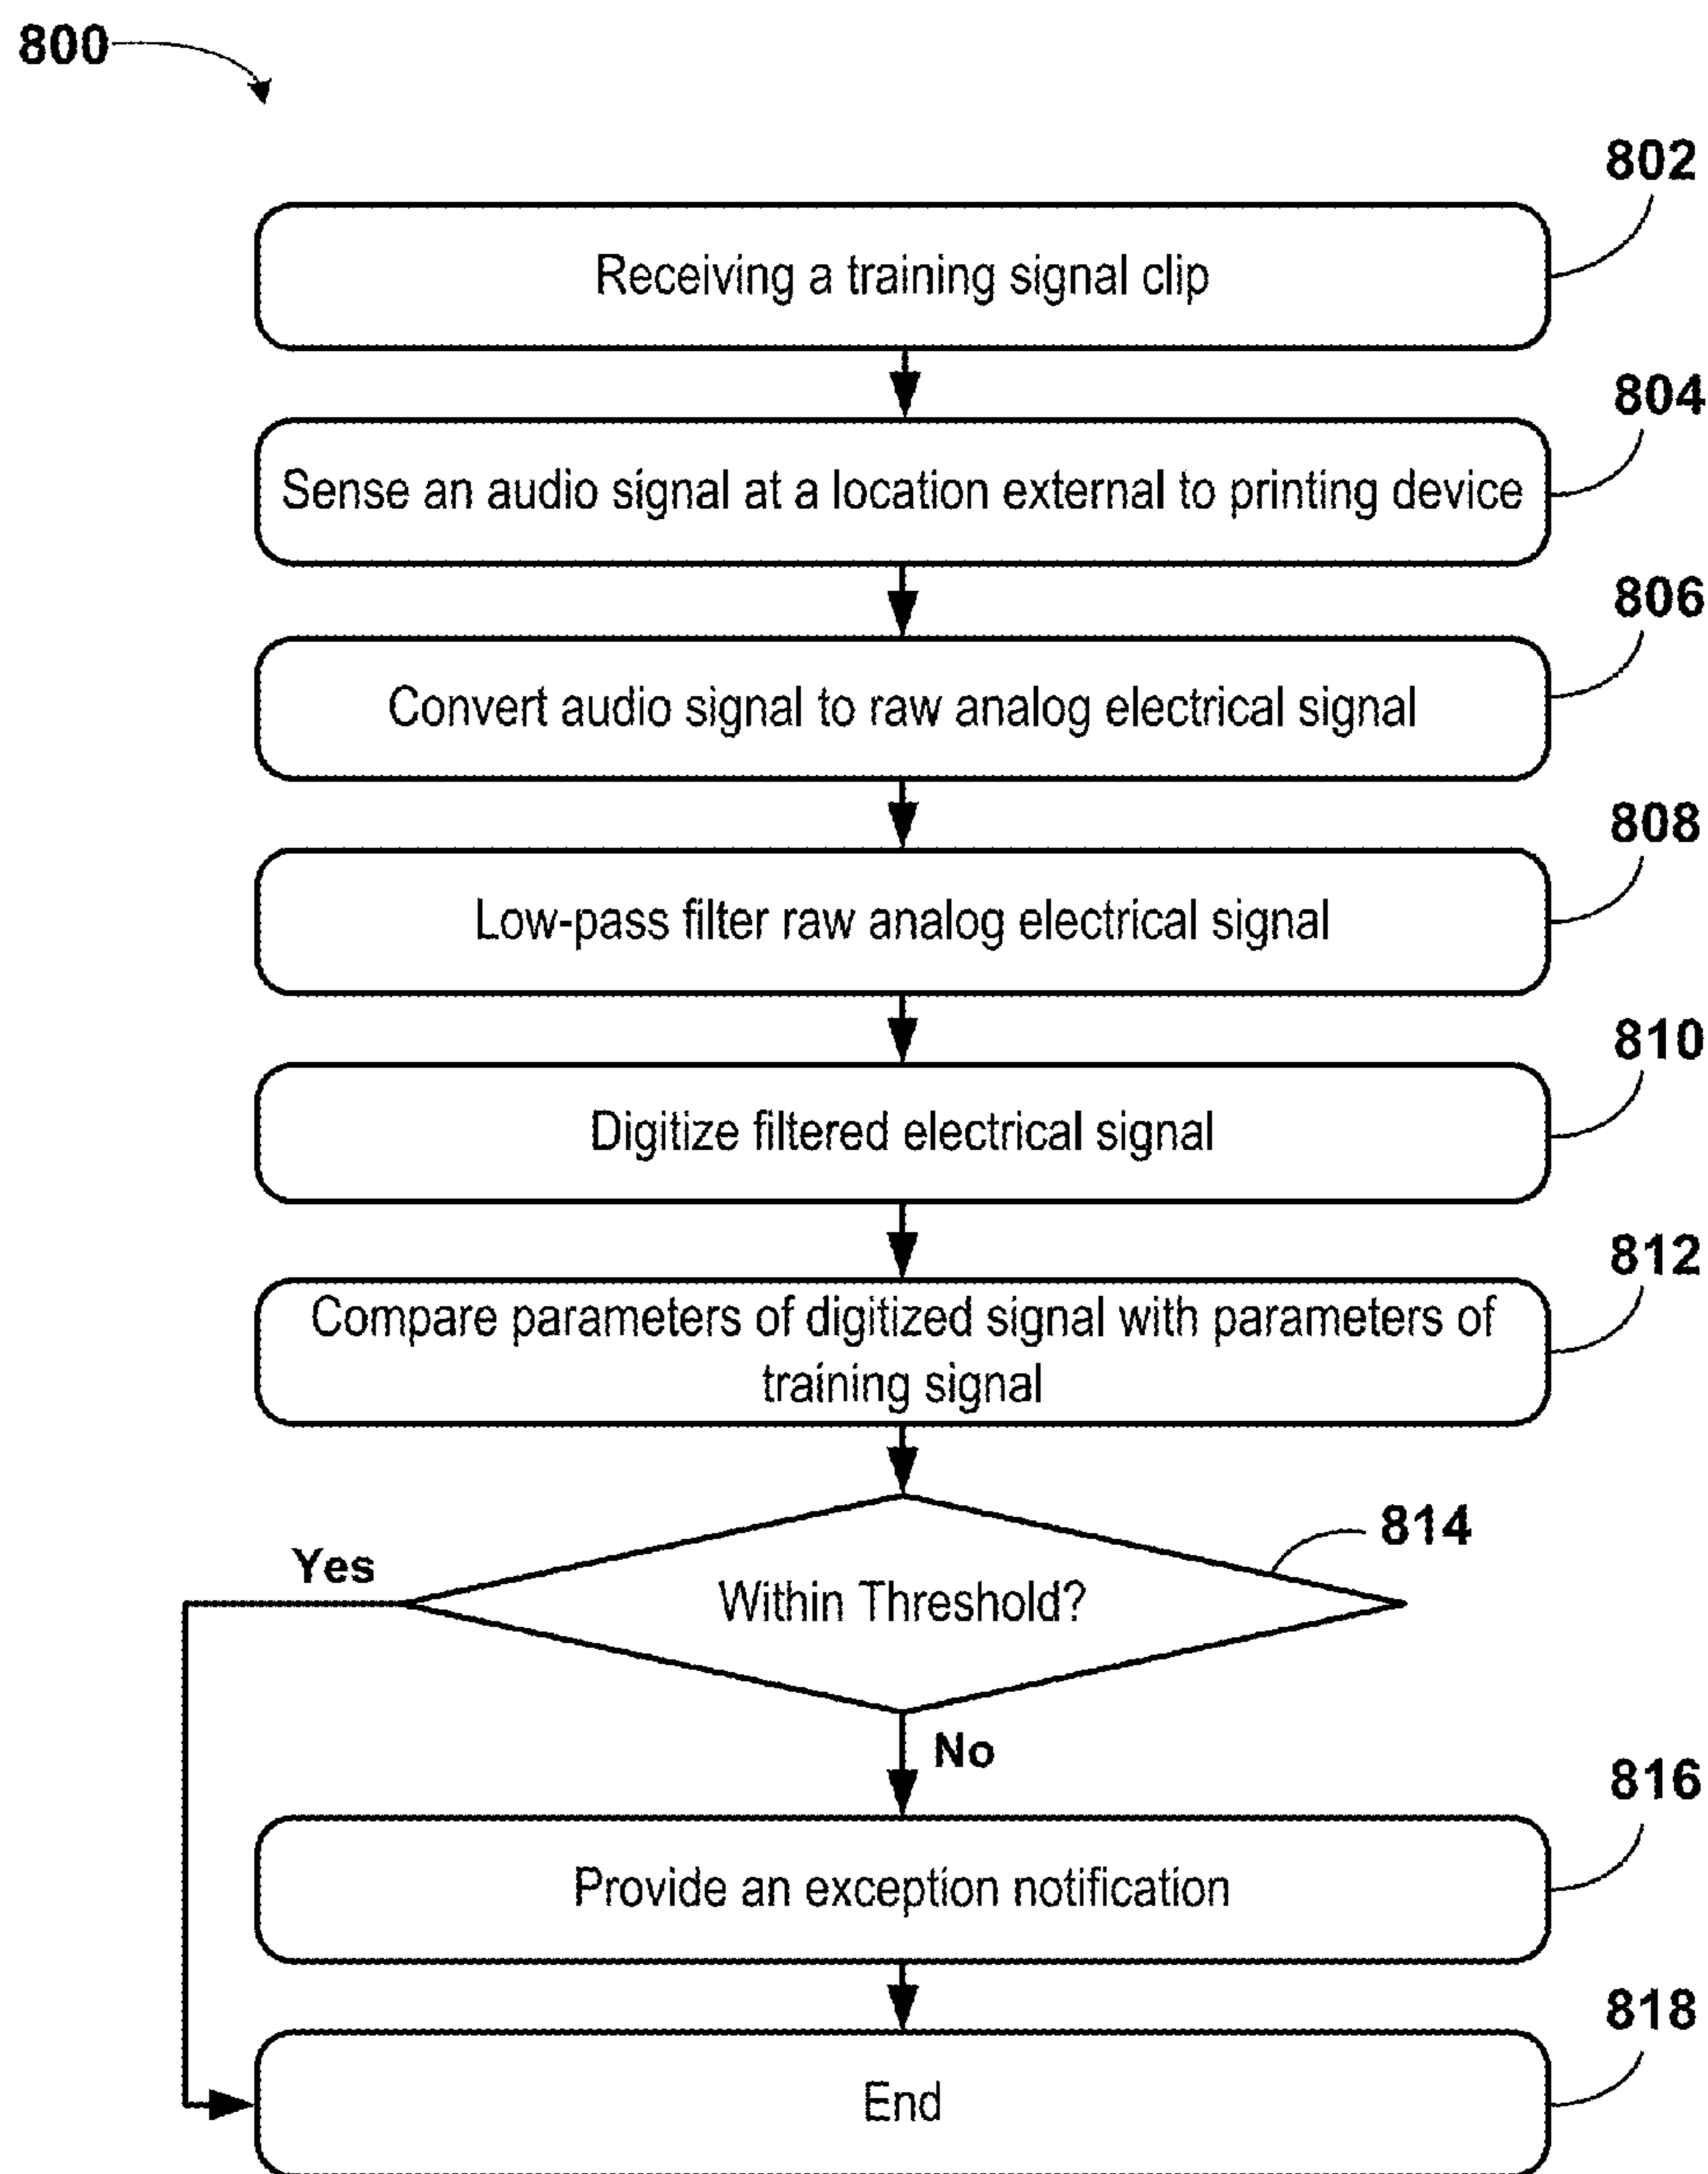 800
802
Receiving a training signal clip
804
Sense an audio signal at a location external to printing device
806
Convert audio signal to raw analog electrical signal
808
Low-pass filter raw analog electrical signal
810
Digitize filtered electrical signal
812
Compare parameters of digitized signal with parameters of
training signal
814
Yes
Within Threshold?
No
816
Provide an exception notification
818
End